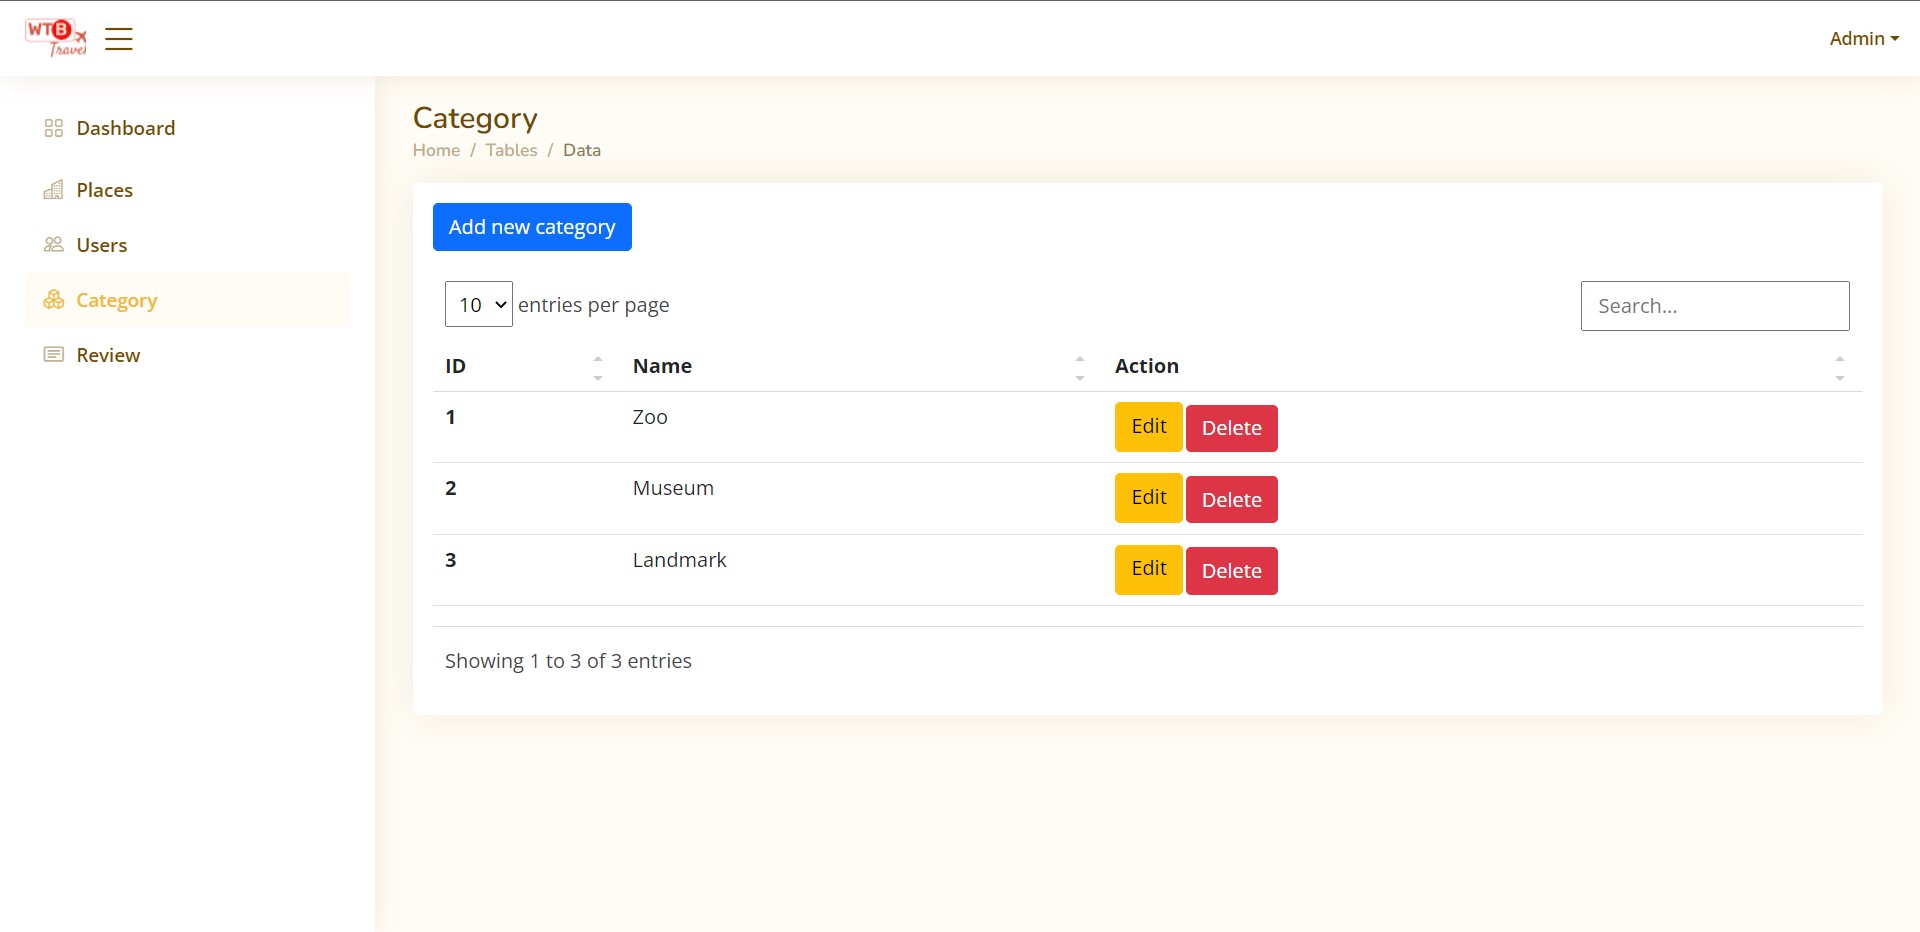 WTB
Travel
Admin
Dashboard
Places
Users
Category
Review
Category
Home / Tables / Data
Add new category
10 entries per page
Search...
ID Name Action
1 Zoo Edit Delete
2 Museum Edit Delete
3 Landmark Edit Delete
Showing 1 to 3 of 3 entries